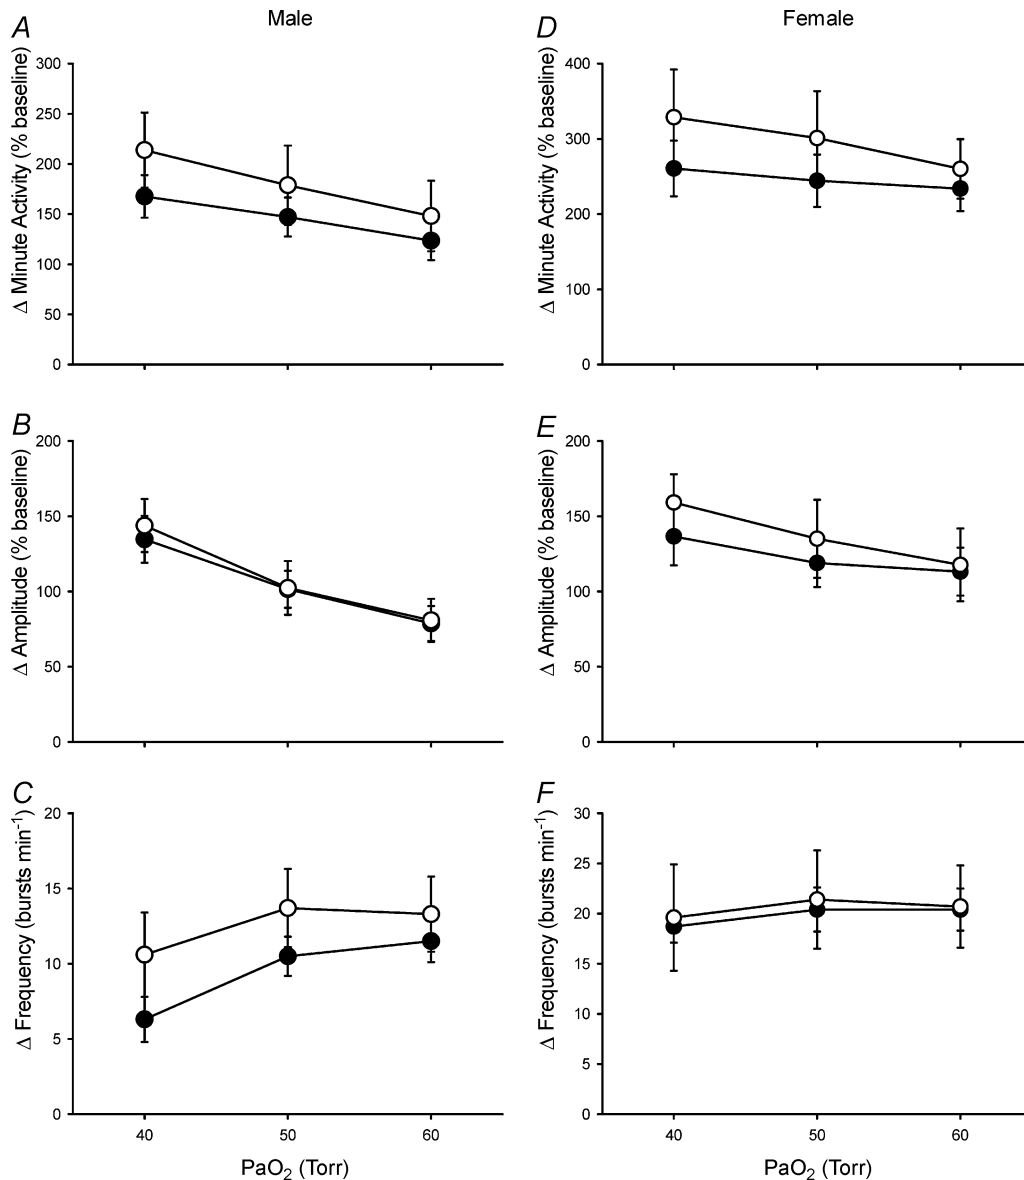 Male
A
Δ Minute Activity (% baseline)
300
250
200
150
100
50
0
B
Δ Amplitude (% baseline)
200
150
100
50
0
C
Δ Frequency (bursts min-1)
20
15
10
5
0
40 50 60
PaO2 (Torr)
Female
D
Δ Minute Activity (% baseline)
400
300
200
100
0
E
Δ Amplitude (% baseline)
200
150
100
50
0
F
Δ Frequency (bursts min-1)
30
25
20
15
10
5
0
40 50 60
PaO2 (Torr)